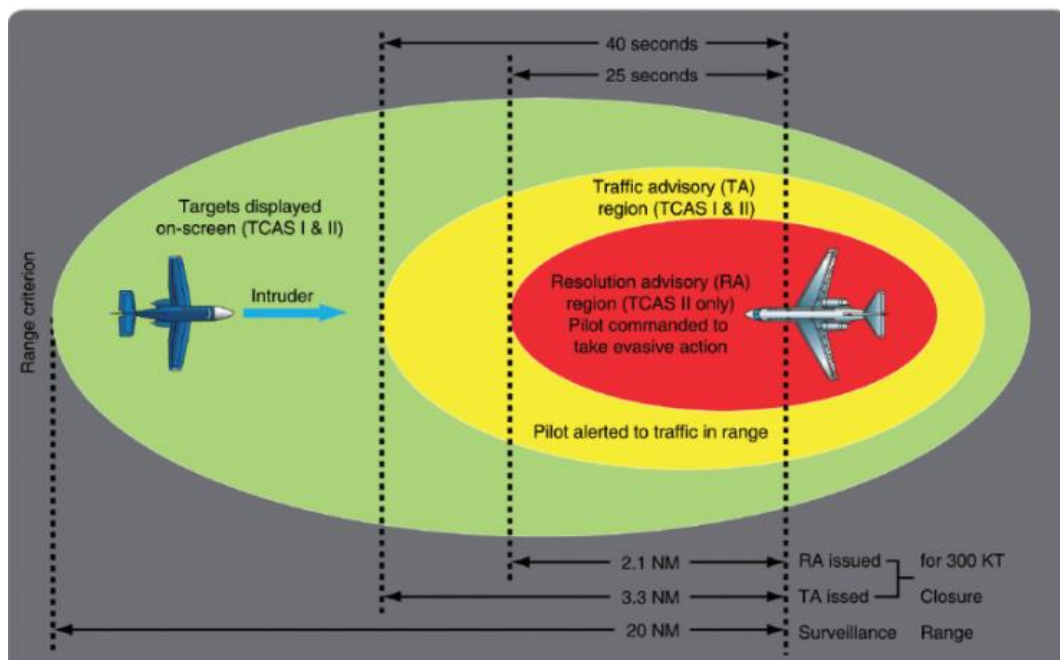 40 seconds
25 seconds
Traffic advisory (TA)
region (TCAS I & II)
Targets displayed
on-screen (TCAS I & II)
Resolution advisory (RA)
region (TCAS II only)
Pilot commanded to
take evasive action
Intruder
Range criterion
Pilot alerted to traffic in range
2.1 NM RA issued for 300 KT
3.3 NM TA issed Closure
20 NM Surveillance Range